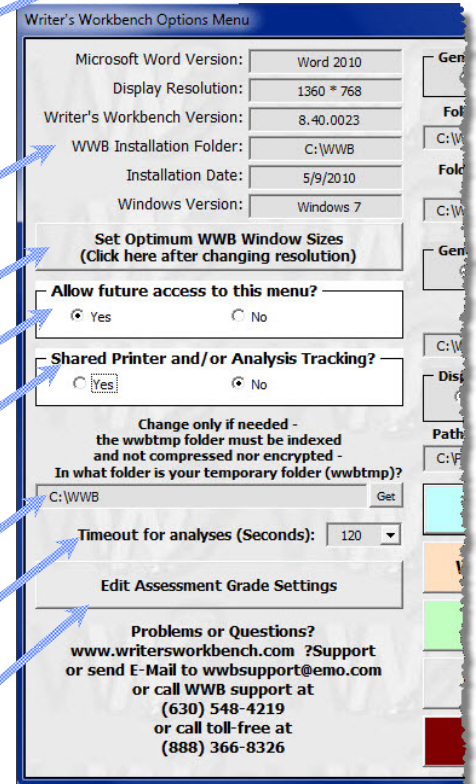 Writer's Workbench Options Menu
Microsoft Word Version: Word 2010
Display Resolution: 1360 * 768
Writer's Workbench Version: 8.40.0023
WWB Installation Folder: C:\WWB
Installation Date: 5/9/2010
Windows Version: Windows 7
Set Optimum WWB Window Sizes
(Click here after changing resolution)
Allow future access to this menu?
Yes No
Shared Printer and/or Analysis Tracking?
Yes No
Change only if needed -
the wwbtmp folder must be indexed
and not compressed nor encrypted -
In what folder is your temporary folder (wwbtmp)?
C:\WWB Get
Timeout for analyses (Seconds): 120
Edit Assessment Grade Settings
Problems or Questions?
www.writersworkbench.com ?Support
or send E-Mail to wwbsupport@emo.com
or call WWB support at
(630) 548-4219
or call toll-free at
(888) 366-8326
Gen
Fol
C:\W
Fold
C:\W
Gen
C:\W
Disp
Path
C:\P